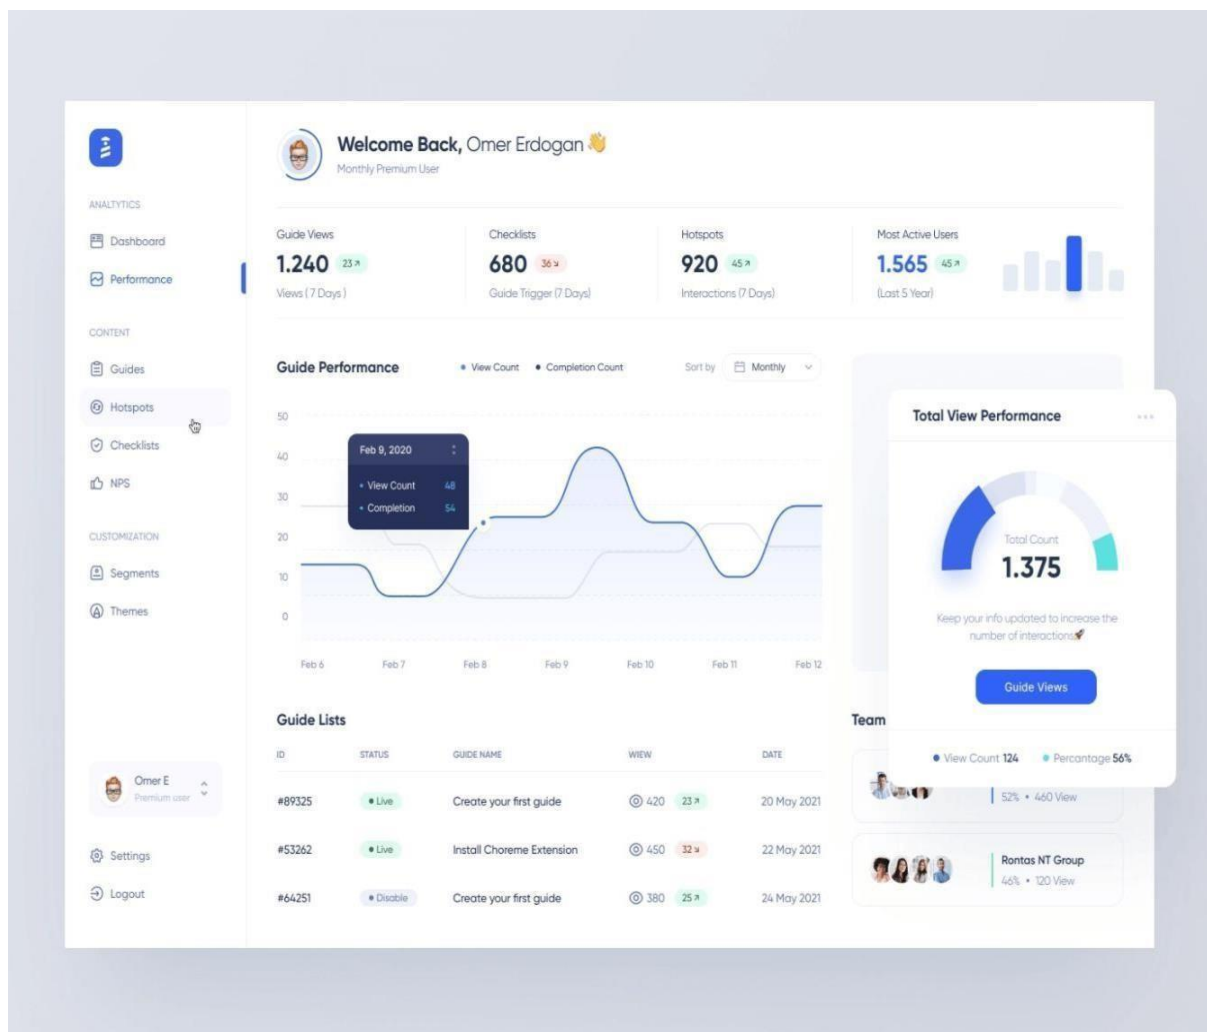 Welcome Back, Omer Erdogan
Monthly Premium User
ANALTYTICS
Dashboard
Performance
CONTENT
Guides
Hotspots
Checklists
NPS
CUSTOMIZATION
Segments
Themes
Omer E
Premium user
Settings
Logout
Guide Views
1.240 23
Views ( 7 Days )
Checklists
680 36
Guide Trigger (7 Days)
Hotspots
920 45
Interactions (7 Days)
Most Active Users
1.565 45
(Last 5 Year)
Guide Performance
View Count Completion Count
Sort by Monthly
50
40
30
20
10
0
Feb 9, 2020
View Count 48
Completion 54
Feb 6 Feb 7 Feb 8 Feb 9 Feb 10 Feb 11 Feb 12
Total View Performance
Total Count
1.375
Keep your info updated to increase the
number of interactions
Guide Views
View Count 124 Percantage 56%
Guide Lists
ID STATUS GUIDE NAME WIEW DATE
#89325 Live Create your first guide 420 23 20 May 2021
#53262 Live Install Choreme Extension 450 32 22 May 2021
#64251 Disable Create your first guide 380 25 24 May 2021
Team
52% • 460 View
Rontas NT Group
46% • 120 View